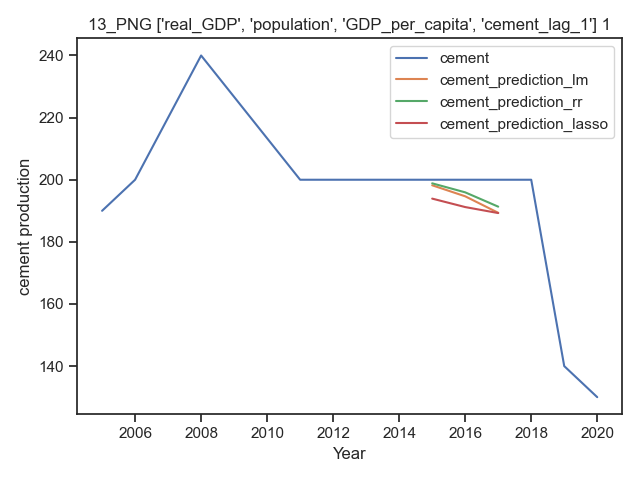 13_PNG ['real_GDP', 'population', 'GDP_per_capita', 'cement_lag_1'] 1
cement
cement_prediction_lm
cement_prediction_rr
cement_prediction_lasso
cement production
240
220
200
180
160
140
2006 2008 2010 2012 2014 2016 2018 2020
Year